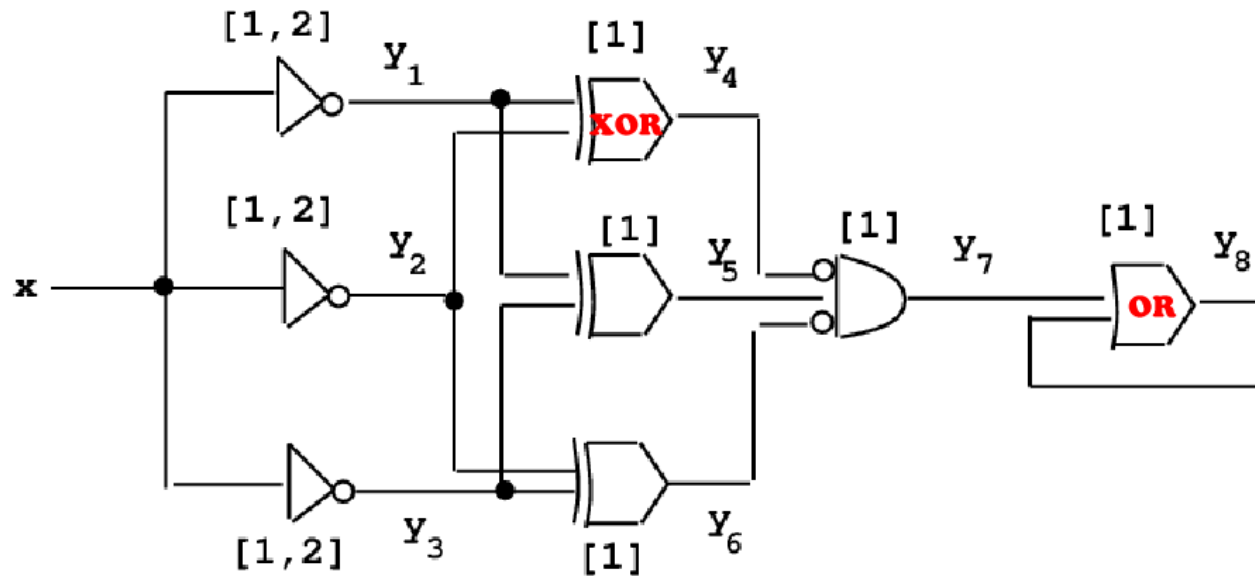 [1,2]
y1
[1]
y4
XOR
[1,2]
y2
[1]
y5
[1]
y7
[1]
y8
x
OR
[1,2]
y3
[1]
y6